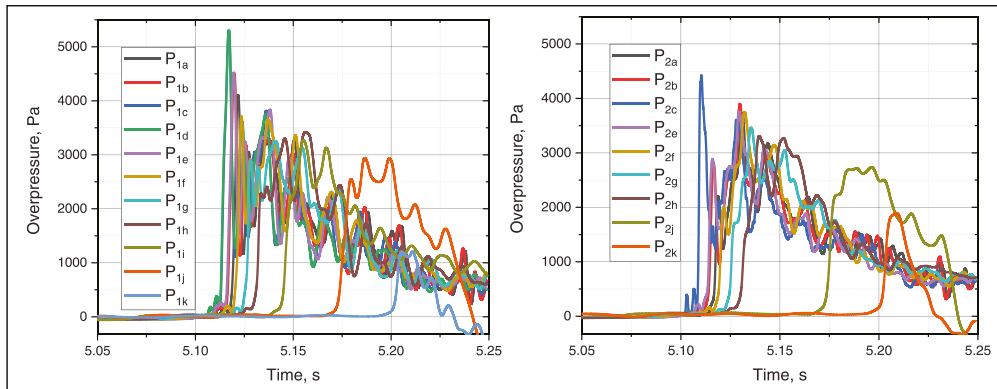 5000
4000
3000
2000
1000
0
Overpressure, Pa
P1a
P1b
P1c
P1d
P1e
P1f
P1g
P1h
P1i
P1j
P1k
5.05 5.10 5.15 5.20 5.25
Time, s
5000
4000
3000
2000
1000
0
Overpressure, Pa
P2a
P2b
P2c
P2e
P2f
P2g
P2h
P2j
P2k
5.05 5.10 5.15 5.20 5.25
Time, s